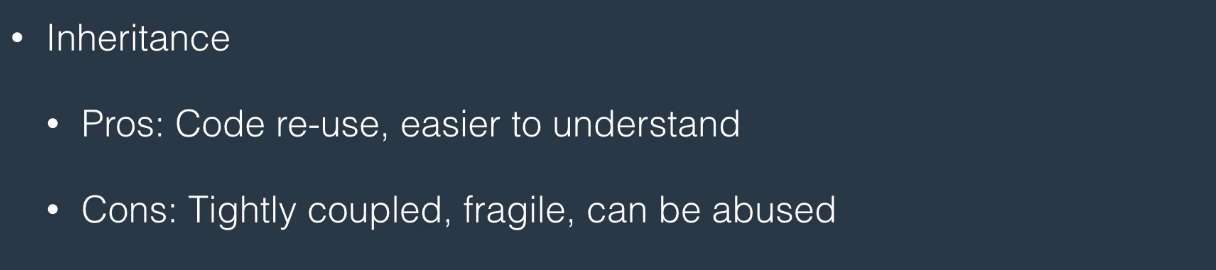 • Inheritance
• Pros: Code re-use, easier to understand
• Cons: Tightly coupled, fragile, can be abused